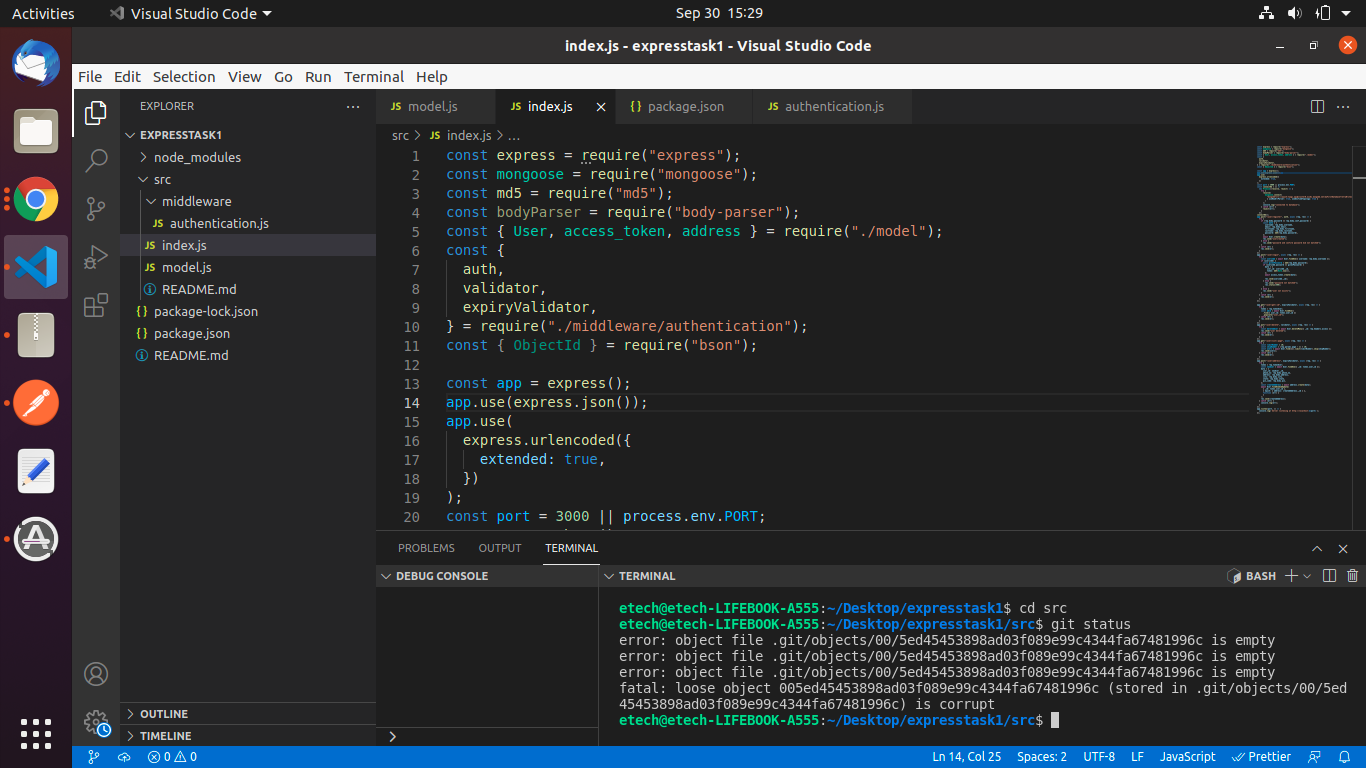 Activities
Visual Studio Code
Sep 30 15:29
index.js - expresstask1 - Visual Studio Code
File Edit Selection View Go Run Terminal Help
EXPLORER
EXPRESSTASK1
node_modules
src
middleware
JS authentication.js
JS index.js
JS model.js
README.md
{} package-lock.json
{} package.json
README.md
OUTLINE
TIMELINE
JS model.js
JS index.js
{} package.json
JS authentication.js
src > JS index.js > ...
1 const express = require("express");
2 const mongoose = require("mongoose");
3 const md5 = require("md5");
4 const bodyParser = require("body-parser");
5 const { User, access_token, address } = require("./model");
6 const {
7 auth,
8 validator,
9 expiryValidator,
10 } = require("./middleware/authentication");
11 const { ObjectId } = require("bson");
12
13 const app = express();
14 app.use(express.json());
15 app.use(
16 express.urlencoded({
17 extended: true,
18 })
19 );
20 const port = 3000 || process.env.PORT;
PROBLEMS OUTPUT TERMINAL
DEBUG CONSOLE
TERMINAL
BASH
etech@etech-LIFEBOOK-A555:~/Desktop/expresstask1$ cd src
etech@etech-LIFEBOOK-A555:~/Desktop/expresstask1/src$ git status
error: object file .git/objects/00/5ed45453898ad03f089e99c4344fa67481996c is empty
error: object file .git/objects/00/5ed45453898ad03f089e99c4344fa67481996c is empty
error: object file .git/objects/00/5ed45453898ad03f089e99c4344fa67481996c is empty
fatal: loose object 005ed45453898ad03f089e99c4344fa67481996c (stored in .git/objects/00/5ed
45453898ad03f089e99c4344fa67481996c) is corrupt
etech@etech-LIFEBOOK-A555:~/Desktop/expresstask1/src$
>
0 0
Ln 14, Col 25 Spaces: 2 UTF-8 LF JavaScript Prettier